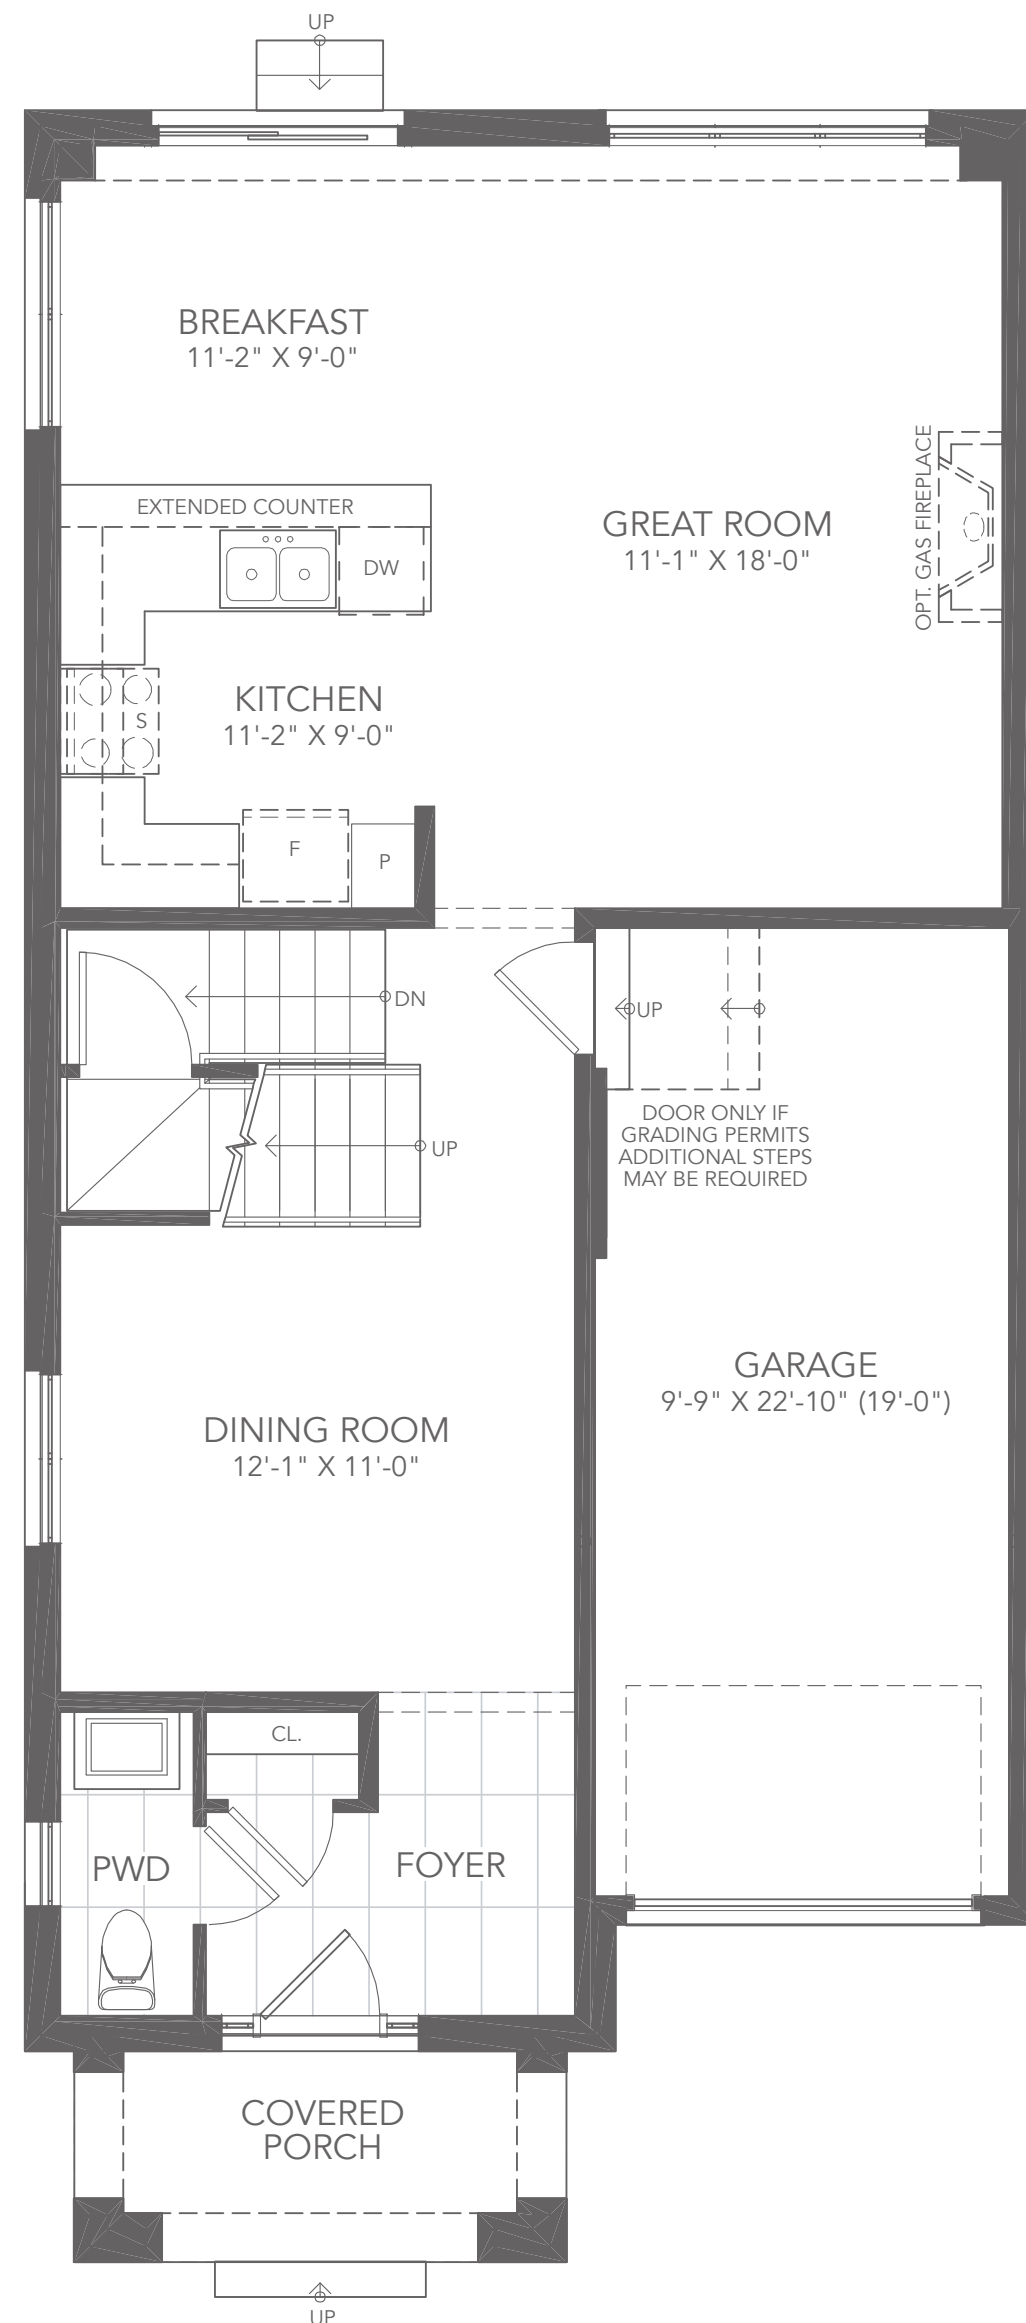 UP
BREAKFAST
11'-2" X 9'-0"
EXTENDED COUNTER
DW
GREAT ROOM
11'-1" X 18'-0"
OPT. GAS FIREPLACE
S
KITCHEN
11'-2" X 9'-0"
F
P
DN
UP
UP
DOOR ONLY IF
GRADING PERMITS
ADDITIONAL STEPS
MAY BE REQUIRED
GARAGE
9'-9" X 22'-10" (19'-0")
DINING ROOM
12'-1" X 11'-0"
CL.
PWD
FOYER
COVERED
PORCH
UP